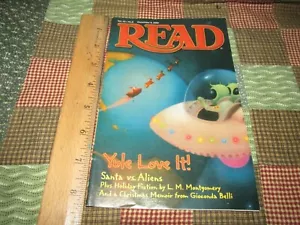 READ
Yule Love It!
Santa vs. Aliens
Plus Holiday Fiction by L. M. Montgomery
And a Christmas Memoir from Gioconda Belli